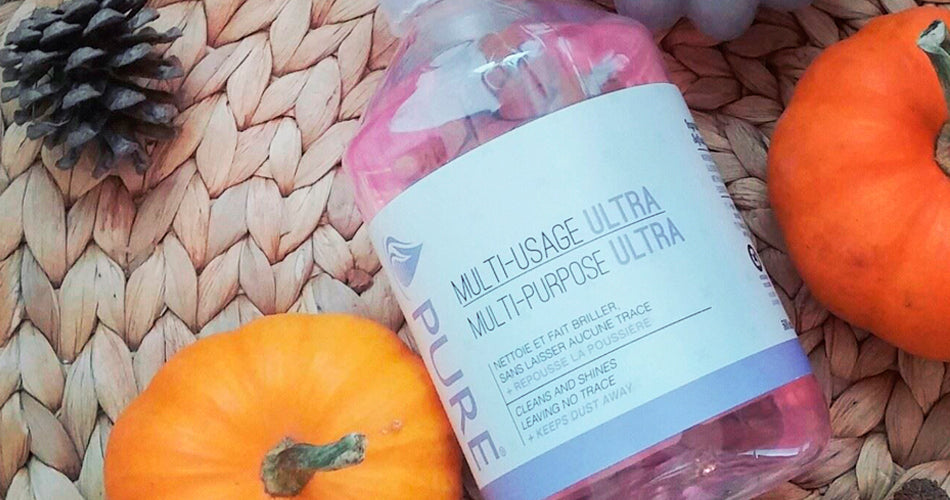 PURE®
MULTI-USAGE ULTRA
MULTI-PURPOSE ULTRA
NETTOIE ET FAIT BRILLER,
SANS LAISSER AUCUNE TRACE
+ REPOUSSE LA POUSSIÈRE
CLEANS AND SHINES
LEAVING NO TRACE
+ KEEPS DUST AWAY